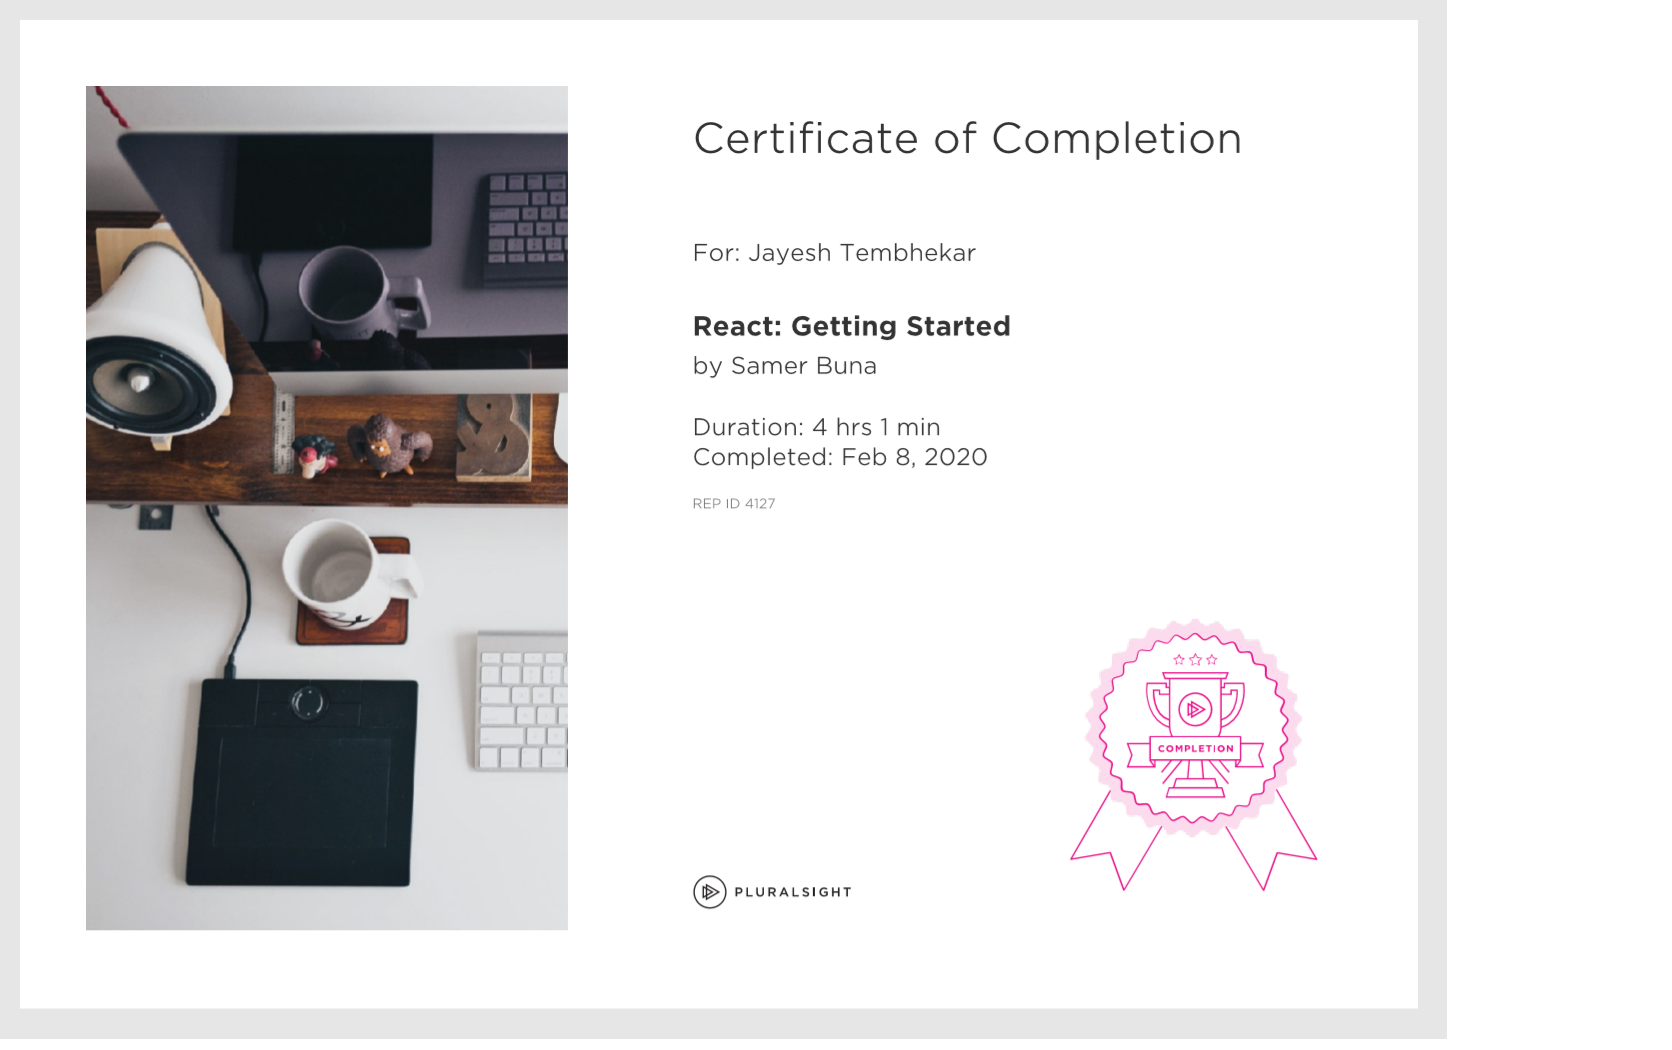 Certificate of Completion
For: Jayesh Tembhekar
React: Getting Started
by Samer Buna
Duration: 4 hrs 1 min
Completed: Feb 8, 2020
REP ID 4127
COMPLETION
PLURALSIGHT